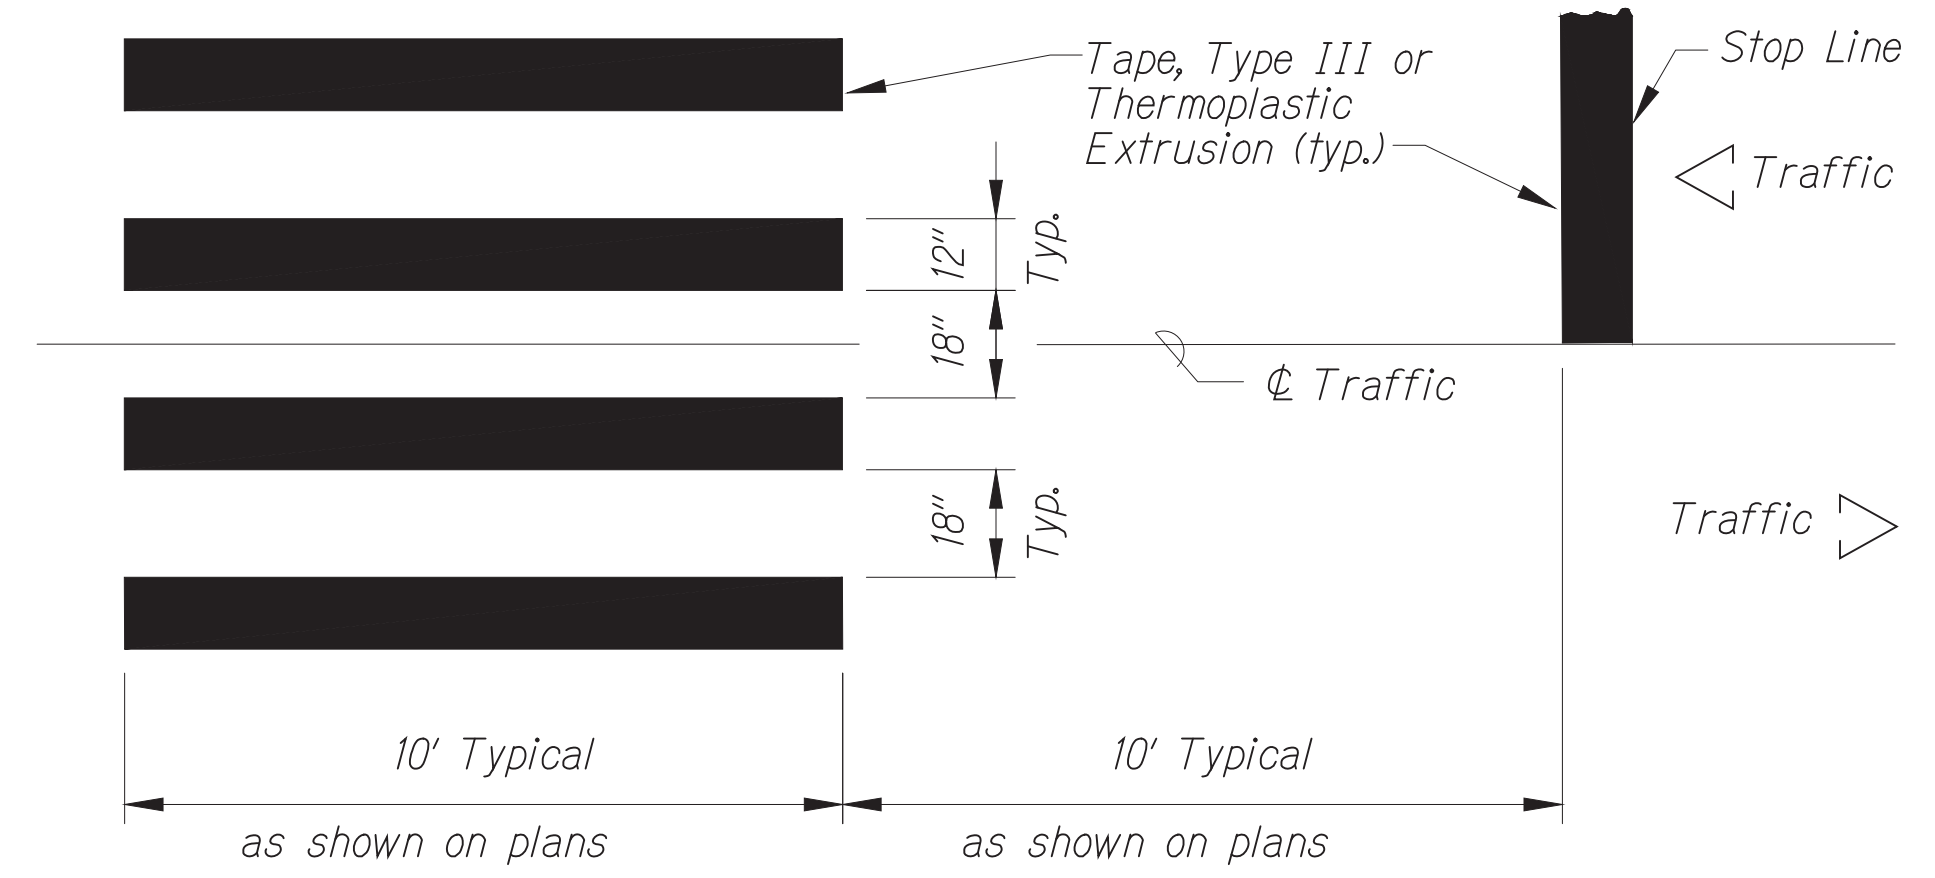 Tape, Type III or
Thermoplastic
Extrusion (typ.)
Stop Line
Traffic
12"
Typ.
18"
℄ Traffic
18"
Typ.
Traffic
10' Typical
as shown on plans
10' Typical
as shown on plans